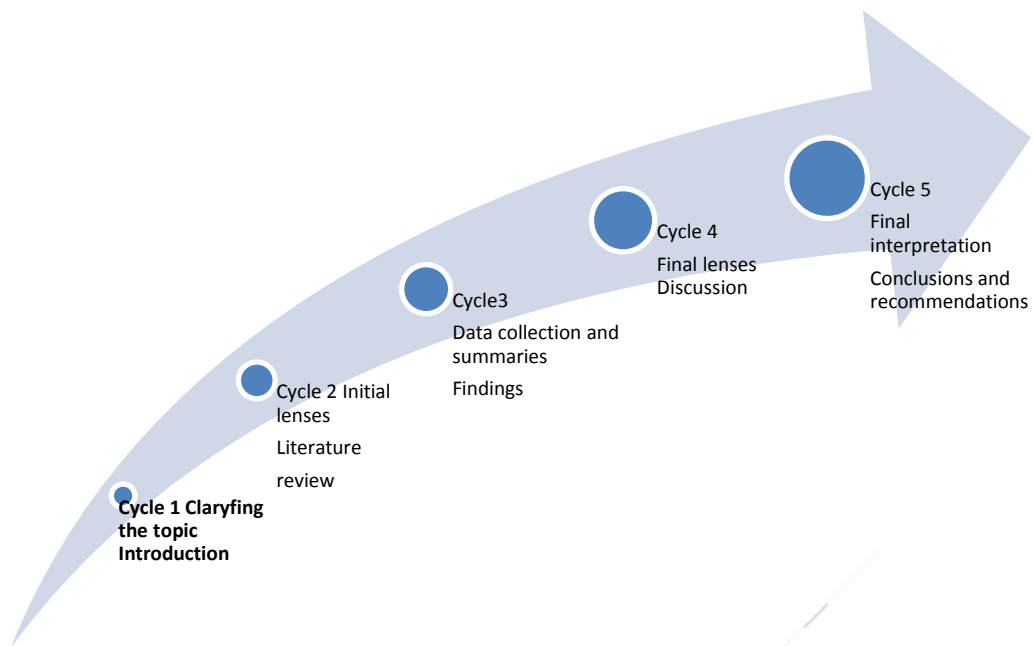 Cycle 1 Claryfing
the topic
Introduction
Cycle 2 Initial
lenses
Literature
review
Cycle3
Data collection and
summaries
Findings
Cycle 4
Final lenses
Discussion
Cycle 5
Final
interpretation
Conclusions and
recommendations